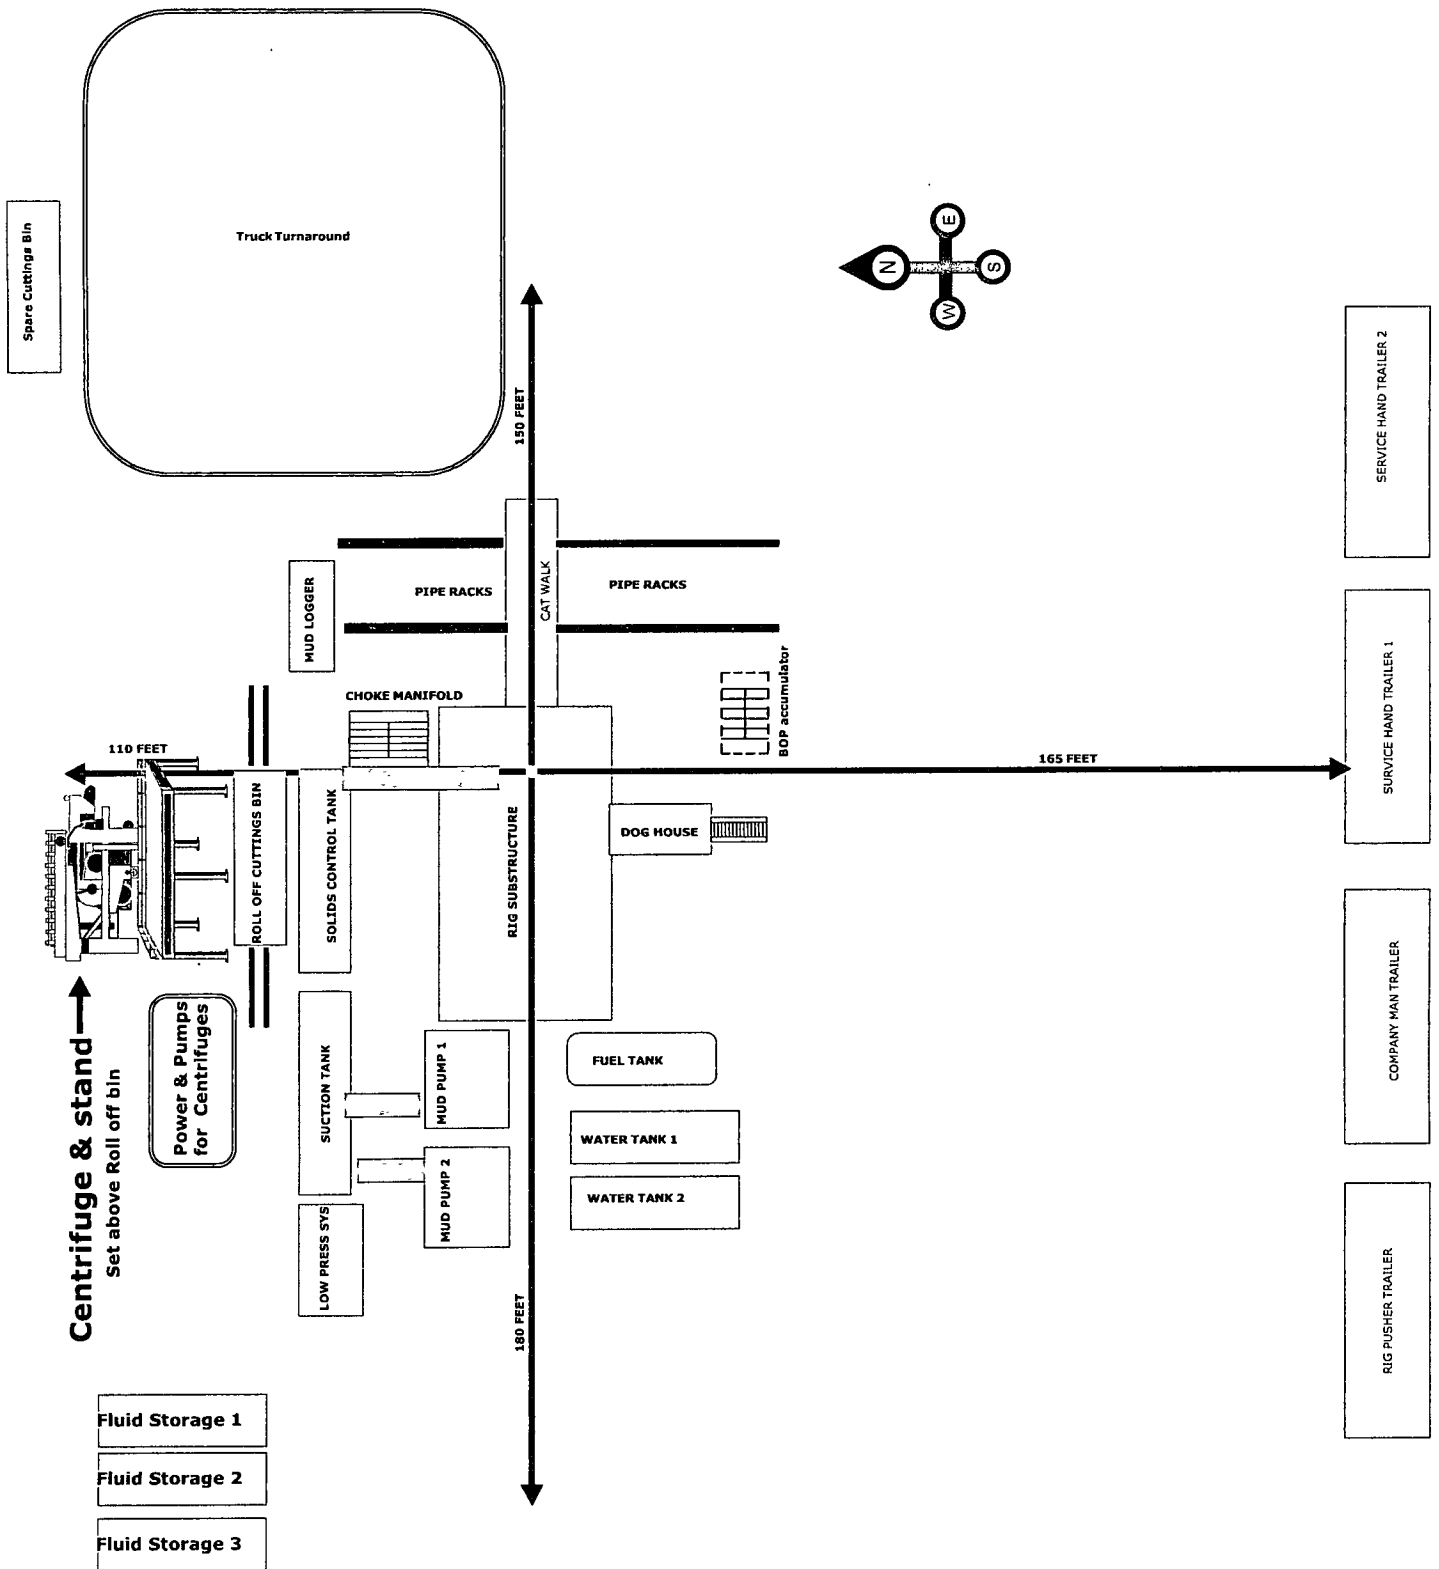 Spare Cuttings Bin
Truck Turnaround
N
E
S
W
150 FEET
SERVICE HAND TRAILER 2
MUD LOGGER
PIPE RACKS
CAT WALK
PIPE RACKS
CHOKE MANIFOLD
BOP accumulator
110 FEET
165 FEET
SURVICE HAND TRAILER 1
ROLL OFF CUTTINGS BIN
SOLIDS CONTROL TANK
RIG SUBSTRUCTURE
DOG HOUSE
Centrifuge & stand
Set above Roll off bin
Power & Pumps
for Centrifuges
SUCTION TANK
MUD PUMP 1
FUEL TANK
COMPANY MAN TRAILER
WATER TANK 1
MUD PUMP 2
WATER TANK 2
LOW PRESS SYS
180 FEET
RIG PUSHER TRAILER
Fluid Storage 1
Fluid Storage 2
Fluid Storage 3